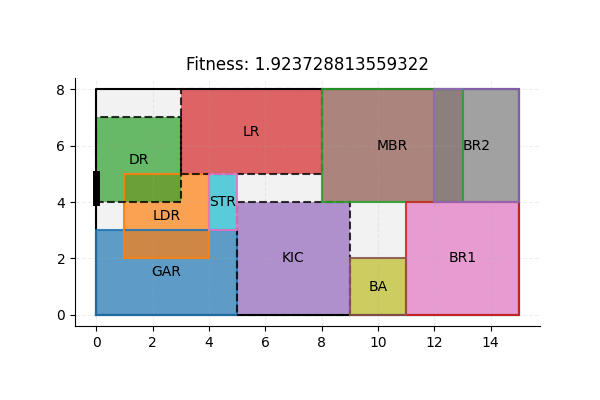 Fitness: 1.923728813559322
8
6
4
2
0
LR
MBR
BR2
DR
STR
LDR
KIC
BR1
GAR
BA
0 2 4 6 8 10 12 14